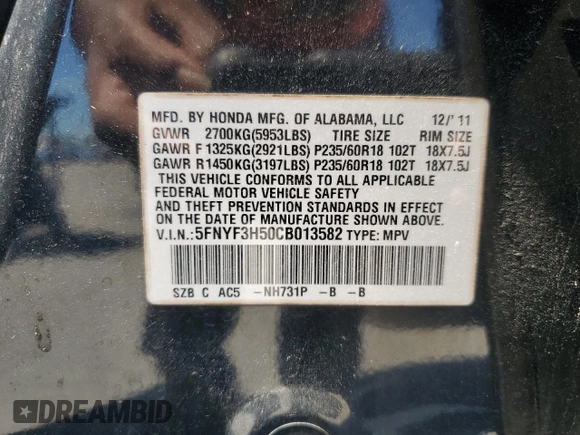 MFD. BY HONDA MFG. OF ALABAMA, LLC 12/'11
GVWR 2700KG(5953LBS) TIRE SIZE RIM SIZE
GAWR F 1325KG(2921LBS) P235/60R18 102T 18X7.5J
GAWR R1450KG(3197LBS) P235/60R18 102T 18X7.5J
THIS VEHICLE CONFORMS TO ALL APPLICABLE
FEDERAL MOTOR VEHICLE SAFETY
AND THEFT PREVENTION STANDARDS IN EFFECT
ON THE DATE OF MANUFACTURE SHOWN ABOVE.
V.I.N.: 5FNYF3H50CB013582 TYPE: MPV
SZB C AC5 -NH731P -B -B
DREAMBID